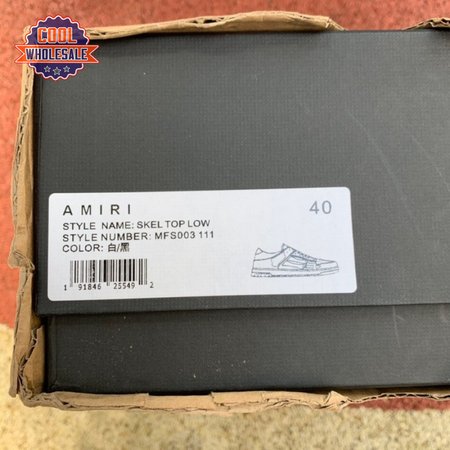 COOL
WHOLESALE
AMIRI
40
STYLE NAME: SKEL TOP LOW
STYLE NUMBER: MFS003 111
COLOR: 白/黑
1 91846 25549 2